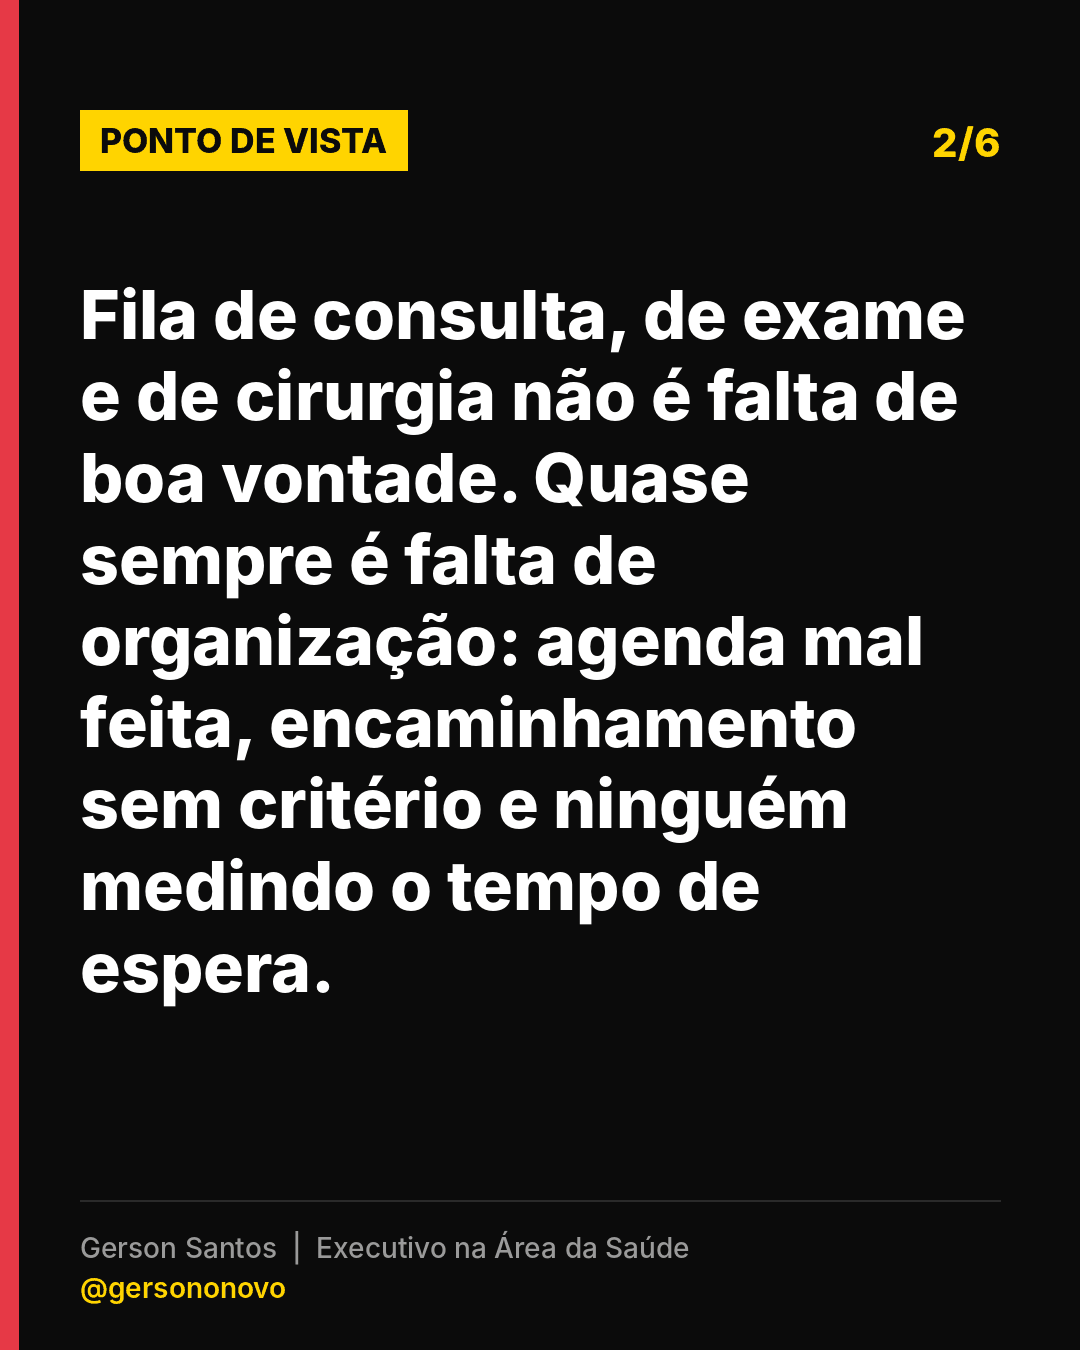 PONTO DE VISTA
2/6
Fila de consulta, de exame
e de cirurgia não é falta de
boa vontade. Quase
sempre é falta de
organização: agenda mal
feita, encaminhamento
sem critério e ninguém
medindo o tempo de
espera.
Gerson Santos | Executivo na Área da Saúde
@gersononovo